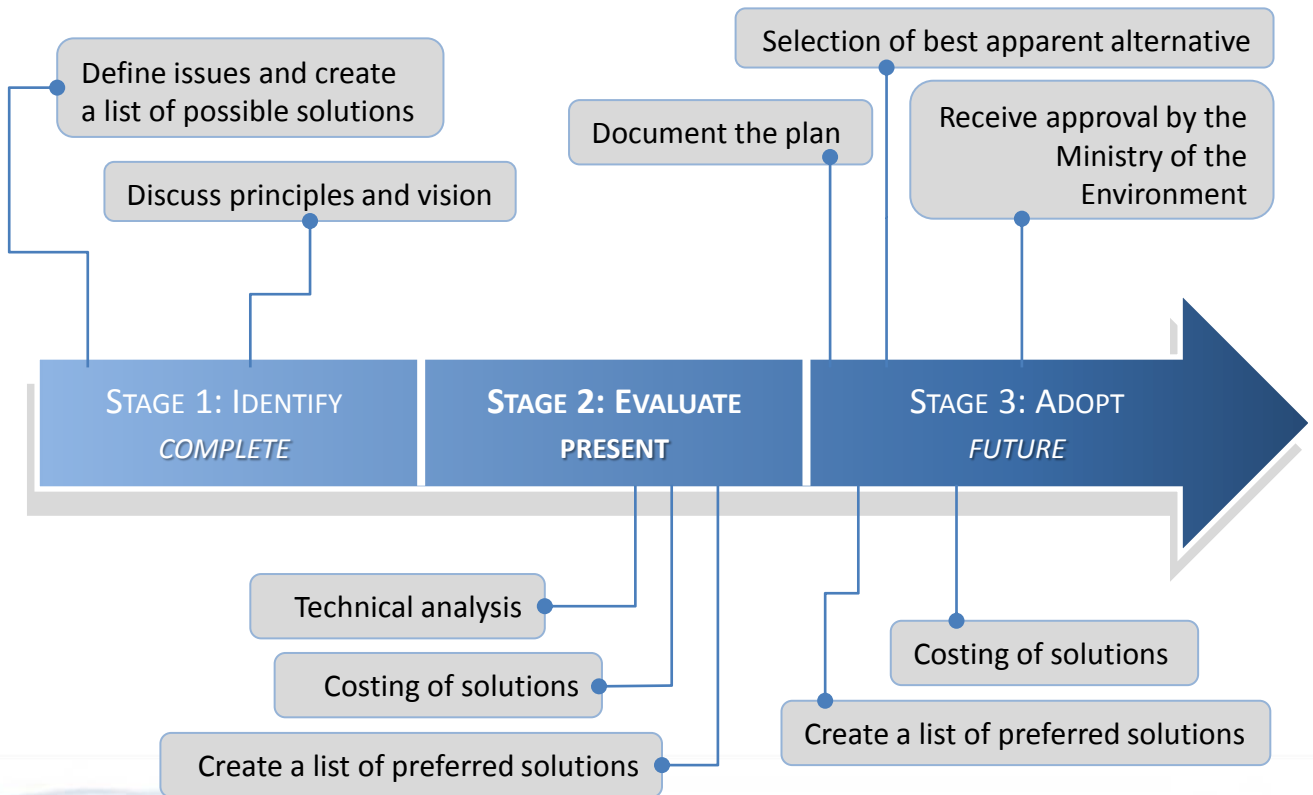 Selection of best apparent alternative
Define issues and create
a list of possible solutions
Document the plan
Receive approval by the
Ministry of the
Environment
Discuss principles and vision
STAGE 1: IDENTIFY
COMPLETE
STAGE 2: EVALUATE
PRESENT
STAGE 3: ADOPT
FUTURE
Technical analysis
Costing of solutions
Create a list of preferred solutions
Costing of solutions
Create a list of preferred solutions